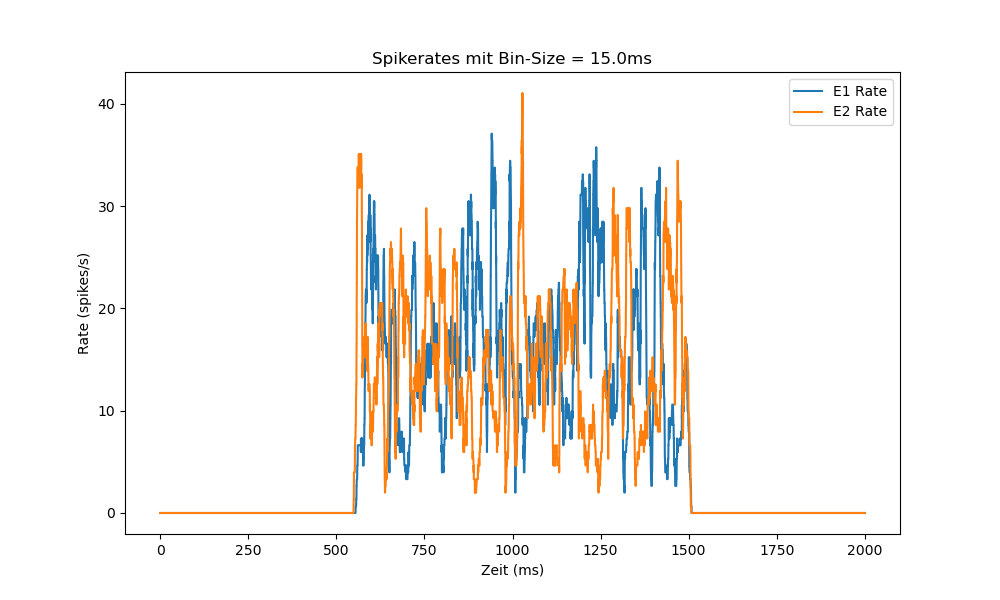 Spikerates mit Bin-Size = 15.0ms
E1 Rate
E2 Rate
Rate (spikes/s)
40
30
20
10
0
0 250 500 750 1000 1250 1500 1750 2000
Zeit (ms)